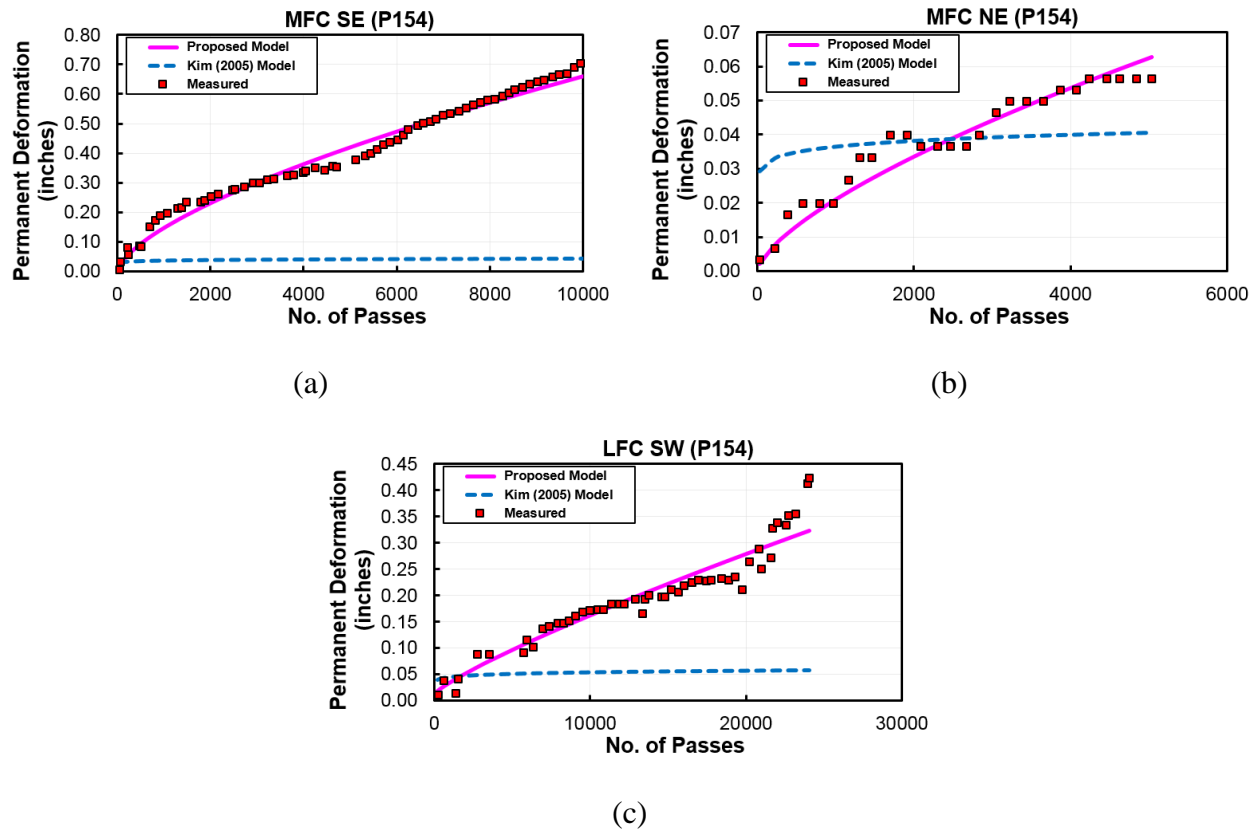 MFC SE (P154)
Proposed Model
Kim (2005) Model
Measured
Permanent Deformation
(inches)
0.80
0.70
0.60
0.50
0.40
0.30
0.20
0.10
0.00
0 2000 4000 6000 8000 10000
No. of Passes
(a)
MFC NE (P154)
Proposed Model
Kim (2005) Model
Measured
Permanent Deformation
(inches)
0.07
0.06
0.05
0.04
0.03
0.02
0.01
0.00
0 2000 4000 6000
No. of Passes
(b)
LFC SW (P154)
Proposed Model
Kim (2005) Model
Measured
Permanent Deformation
(inches)
0.45
0.40
0.35
0.30
0.25
0.20
0.15
0.10
0.05
0.00
0 10000 20000 30000
No. of Passes
(c)